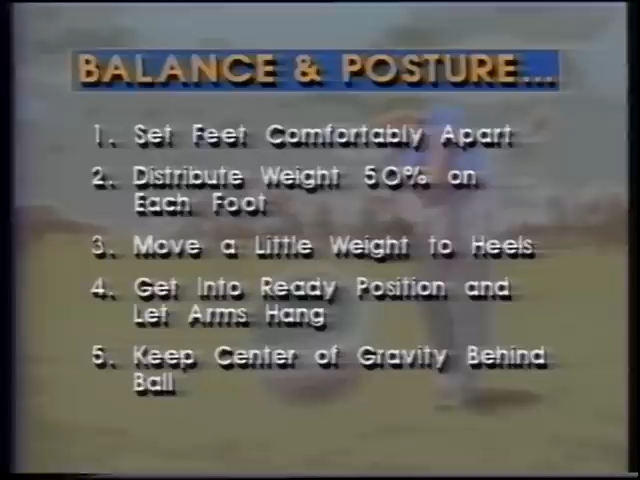 BALANCE & POSTURE...
1. Set Feet Comfortably Apart
2. Distribute Weight 50% on
Each Foot
3. Move a Little Weight to Heels
4. Get Into Ready Position and
Let Arms Hang
5. Keep Center of Gravity Behind
Ball